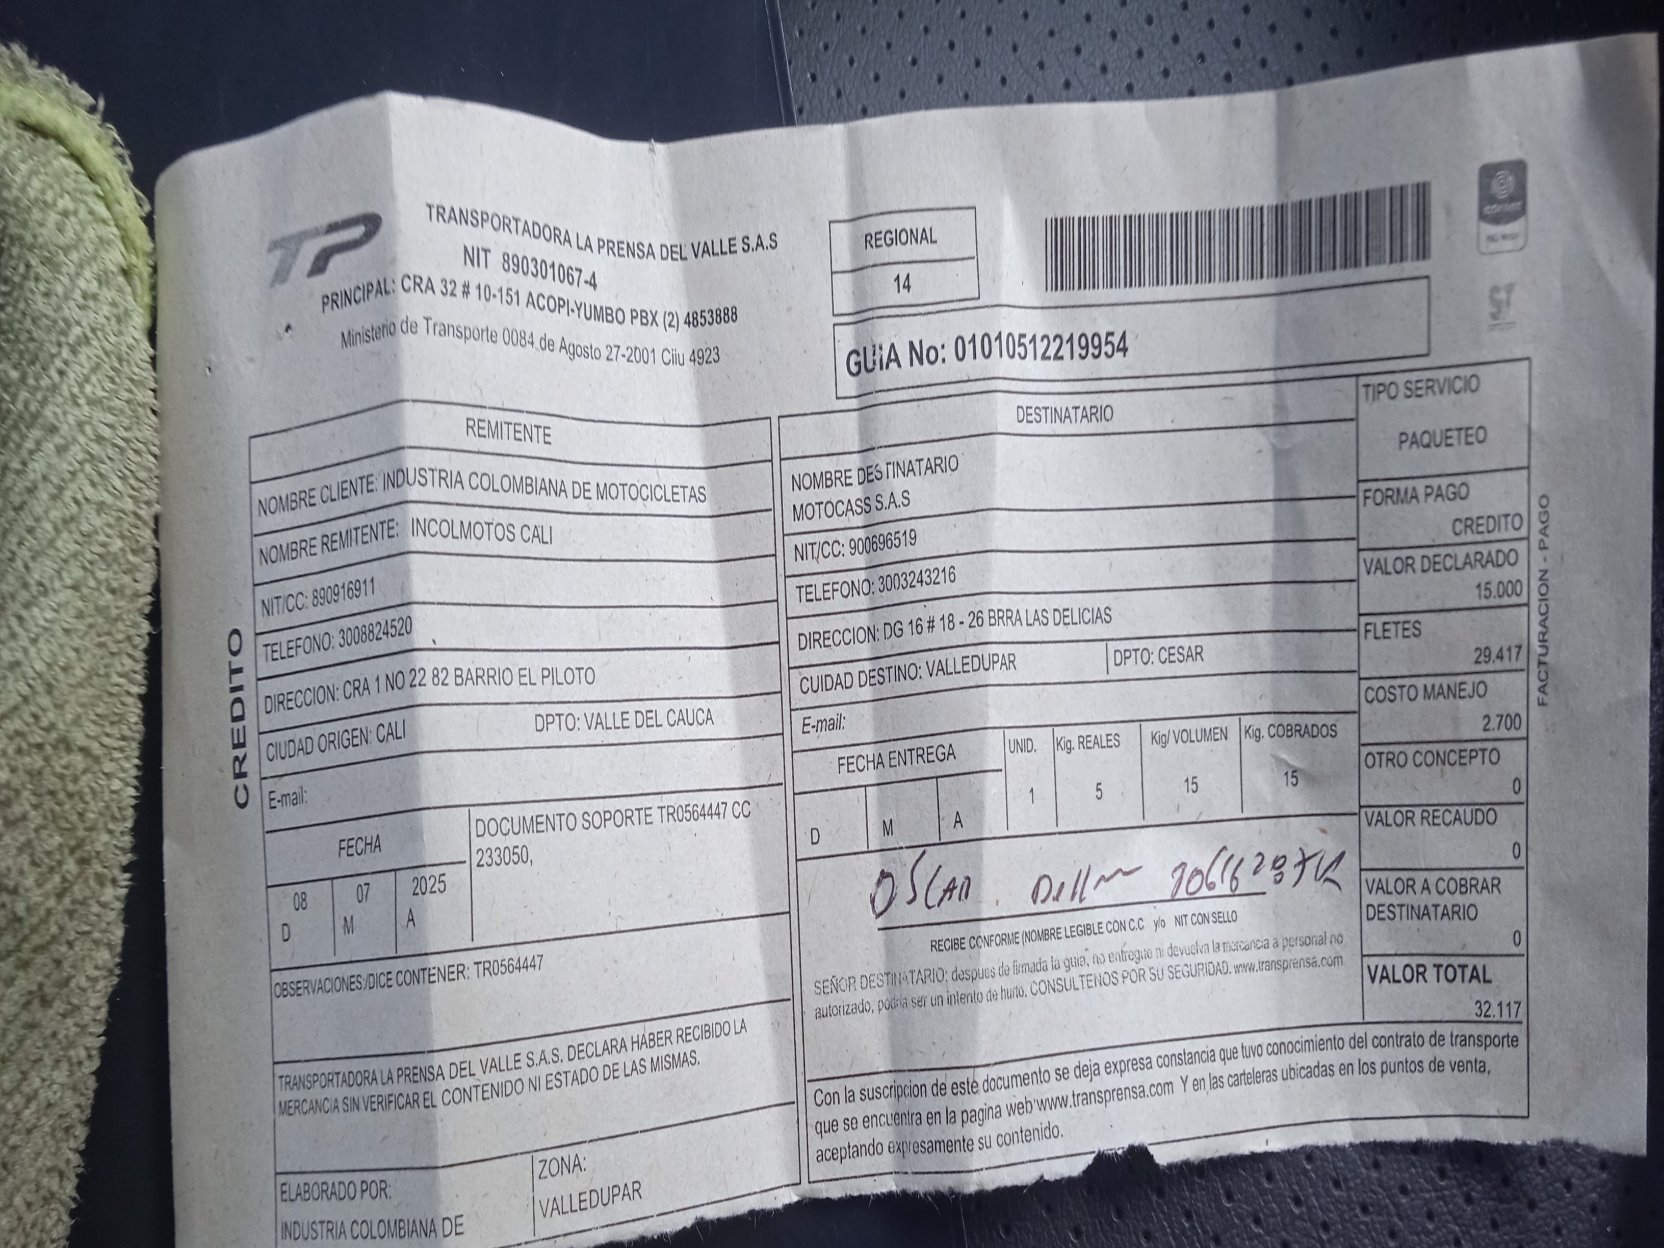 TP
TRANSPORTADORA LA PRENSA DEL VALLE S.A.S
NIT 890301067-4
PRINCIPAL: CRA 32 # 10-151 ACOPI-YUMBO PBX (2) 4853888
Ministerio de Transporte 0084 de Agosto 27-2001 Ciiu 4923
REGIONAL
14
GUIA No: 01010512219954
CREDITO
REMITENTE
NOMBRE CLIENTE: INDUSTRIA COLOMBIANA DE MOTOCICLETAS
NOMBRE REMITENTE: INCOLMOTOS CALI
NIT/CC: 890916911
TELEFONO: 3008824520
DIRECCION: CRA 1 NO 22 82 BARRIO EL PILOTO
CIUDAD ORIGEN: CALI DPTO: VALLE DEL CAUCA
E-mail:
FECHA
08 07 2025
D M A
DOCUMENTO SOPORTE TR0564447 CC
233050,
OBSERVACIONES/DICE CONTENER: TR0564447
TRANSPORTADORA LA PRENSA DEL VALLE S.A.S. DECLARA HABER RECIBIDO LA
MERCANCIA SIN VERIFICAR EL CONTENIDO NI ESTADO DE LAS MISMAS.
ELABORADO POR:
INDUSTRIA COLOMBIANA DE
ZONA:
VALLEDUPAR
DESTINATARIO
NOMBRE DESTINATARIO
MOTOCASS S.A.S
NIT/CC: 900696519
TELEFONO: 3003243216
DIRECCION: DG 16 # 18 - 26 BRRA LAS DELICIAS
CUIDAD DESTINO: VALLEDUPAR DPTO: CESAR
E-mail:
FECHA ENTREGA
D M A
UNID. Kig. REALES Kig/ VOLUMEN Kig. COBRADOS
1 5 15 15
OSCAR
RECIBE CONFORME (NOMBRE LEGIBLE CON C.C y/o NIT CON SELLO
SEÑOR DESTINATARIO: despues de firmada la guia, no entregue ni devuelva la mercancia a personal no
autorizado, podria ser un intento de hurto. CONSULTENOS POR SU SEGURIDAD. www.transprensa.com
Con la suscripcion de este documento se deja expresa constancia que tuvo conocimiento del contrato de transporte
que se encuentra en la pagina web www.transprensa.com Y en las carteleras ubicadas en los puntos de venta,
aceptando expresamente su contenido.
TIPO SERVICIO
PAQUETEO
FORMA PAGO
CREDITO
VALOR DECLARADO
15.000
FLETES
29.417
COSTO MANEJO
2.700
OTRO CONCEPTO
0
VALOR RECAUDO
0
VALOR A COBRAR
DESTINATARIO
0
VALOR TOTAL
32.117
FACTURACION - PAGO